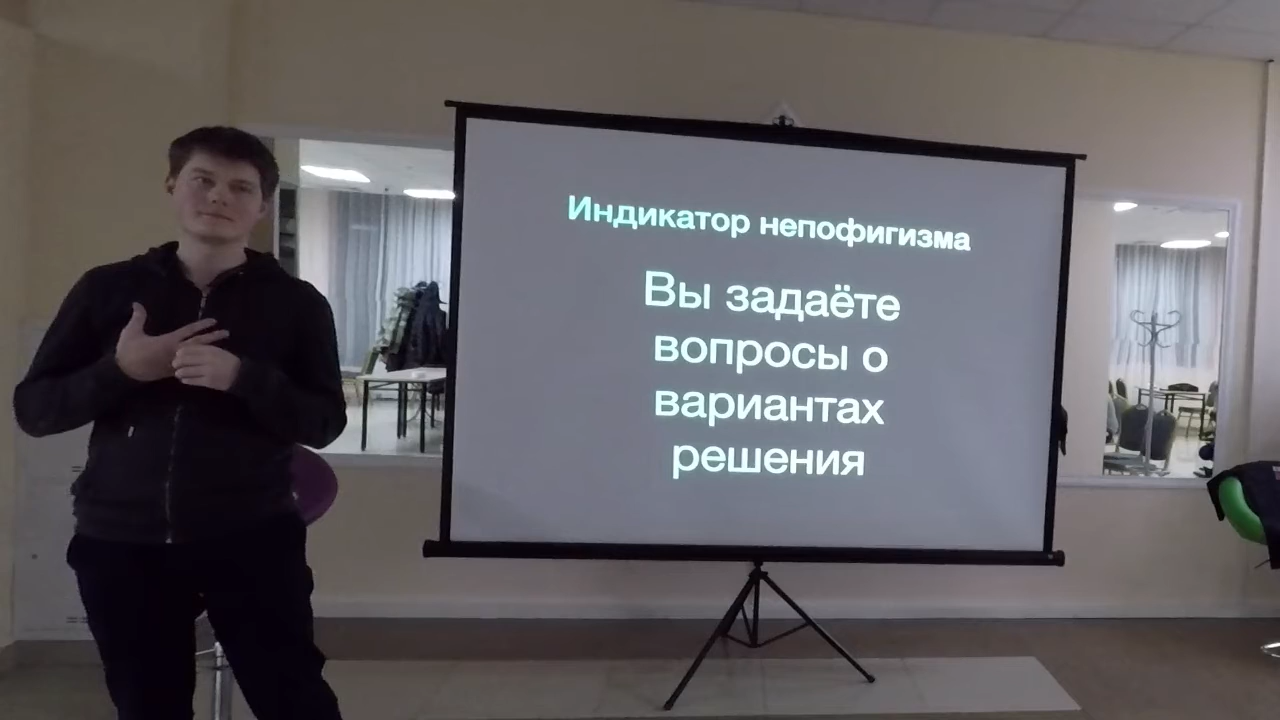 Индикатор непофигизма
Вы задаёте
вопросы о
вариантах
решения